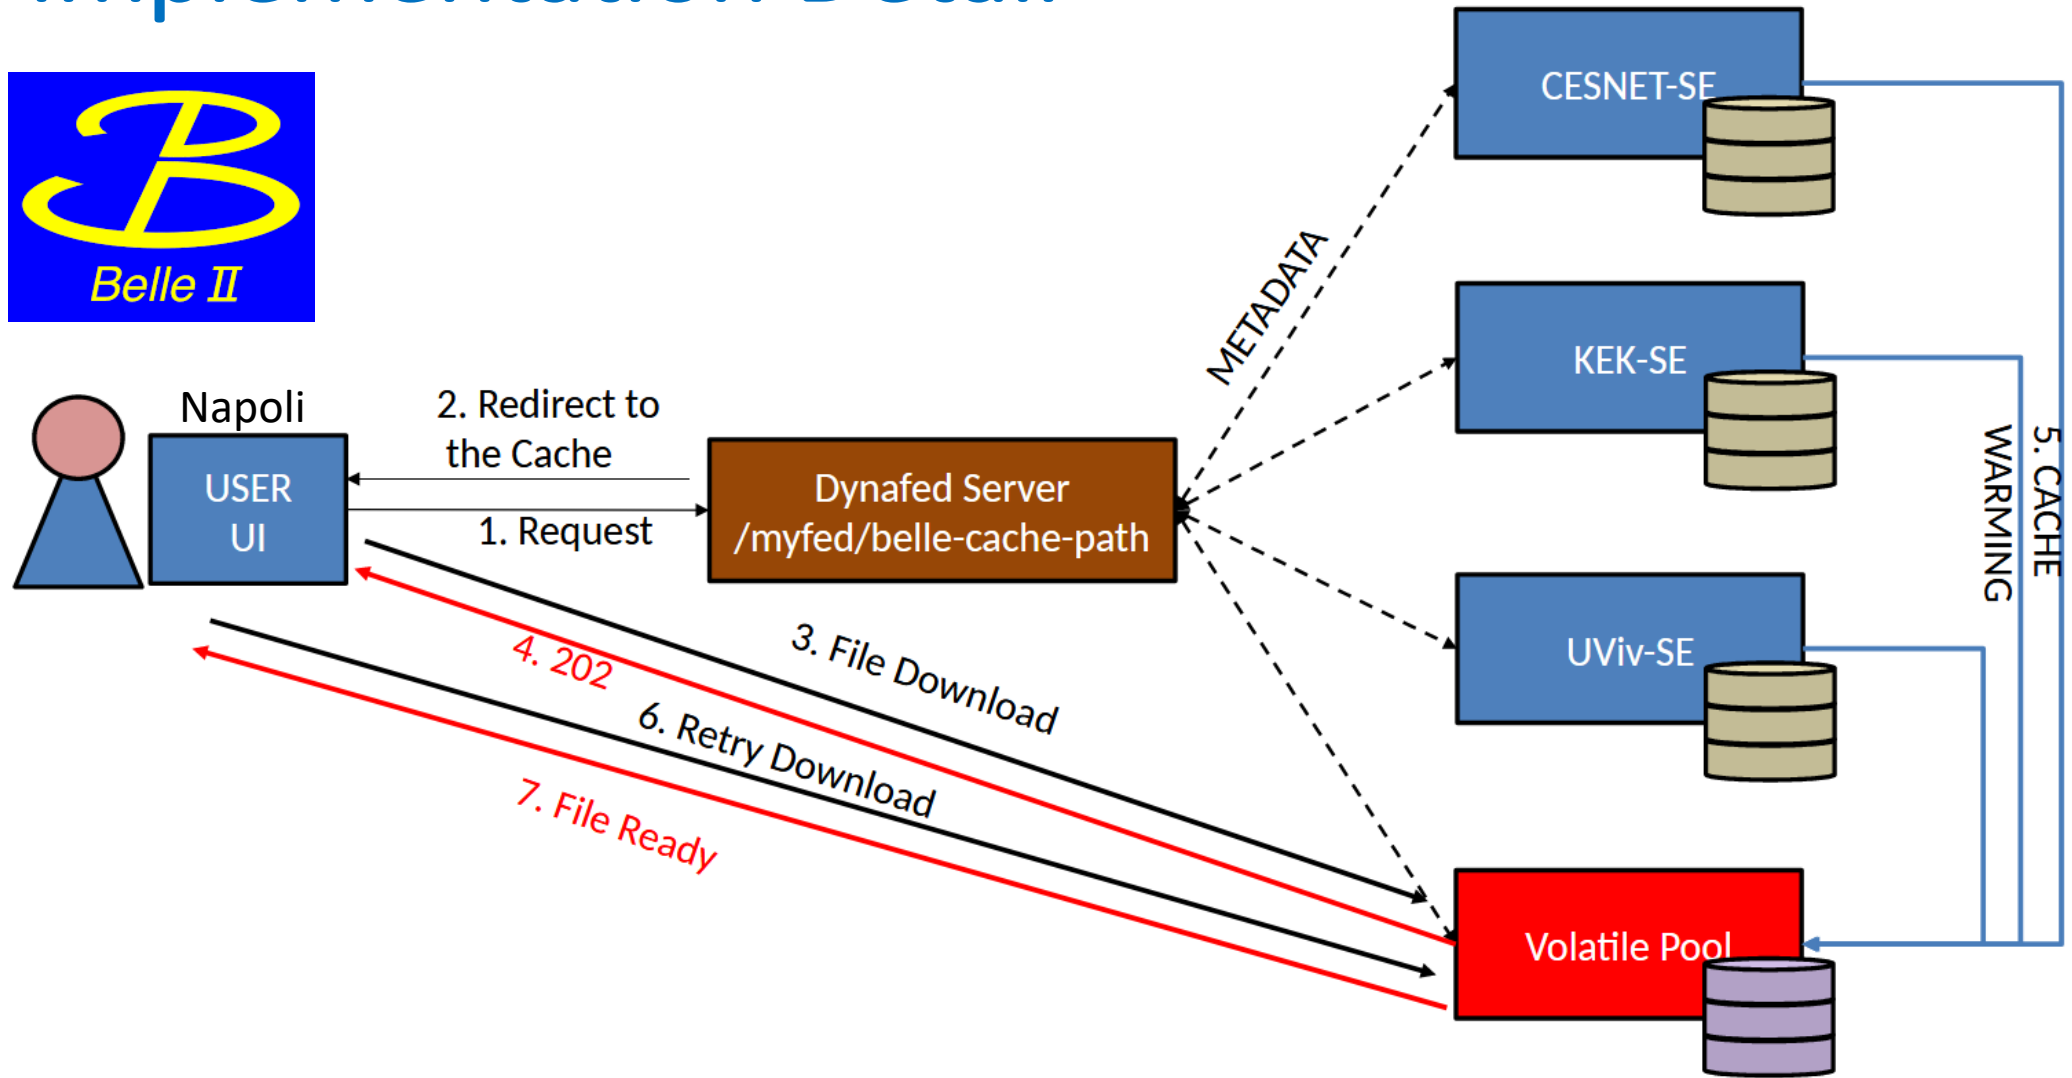 Implementation Detail
Belle II
Napoli
USER
UI
2. Redirect to
the Cache
1. Request
Dynafed Server
/myfed/belle-cache-path
METADATA
CESNET-SE
KEK-SE
UViv-SE
Volatile Pool
5. CACHE
WARMING
3. File Download
4. 202
6. Retry Download
7. File Ready